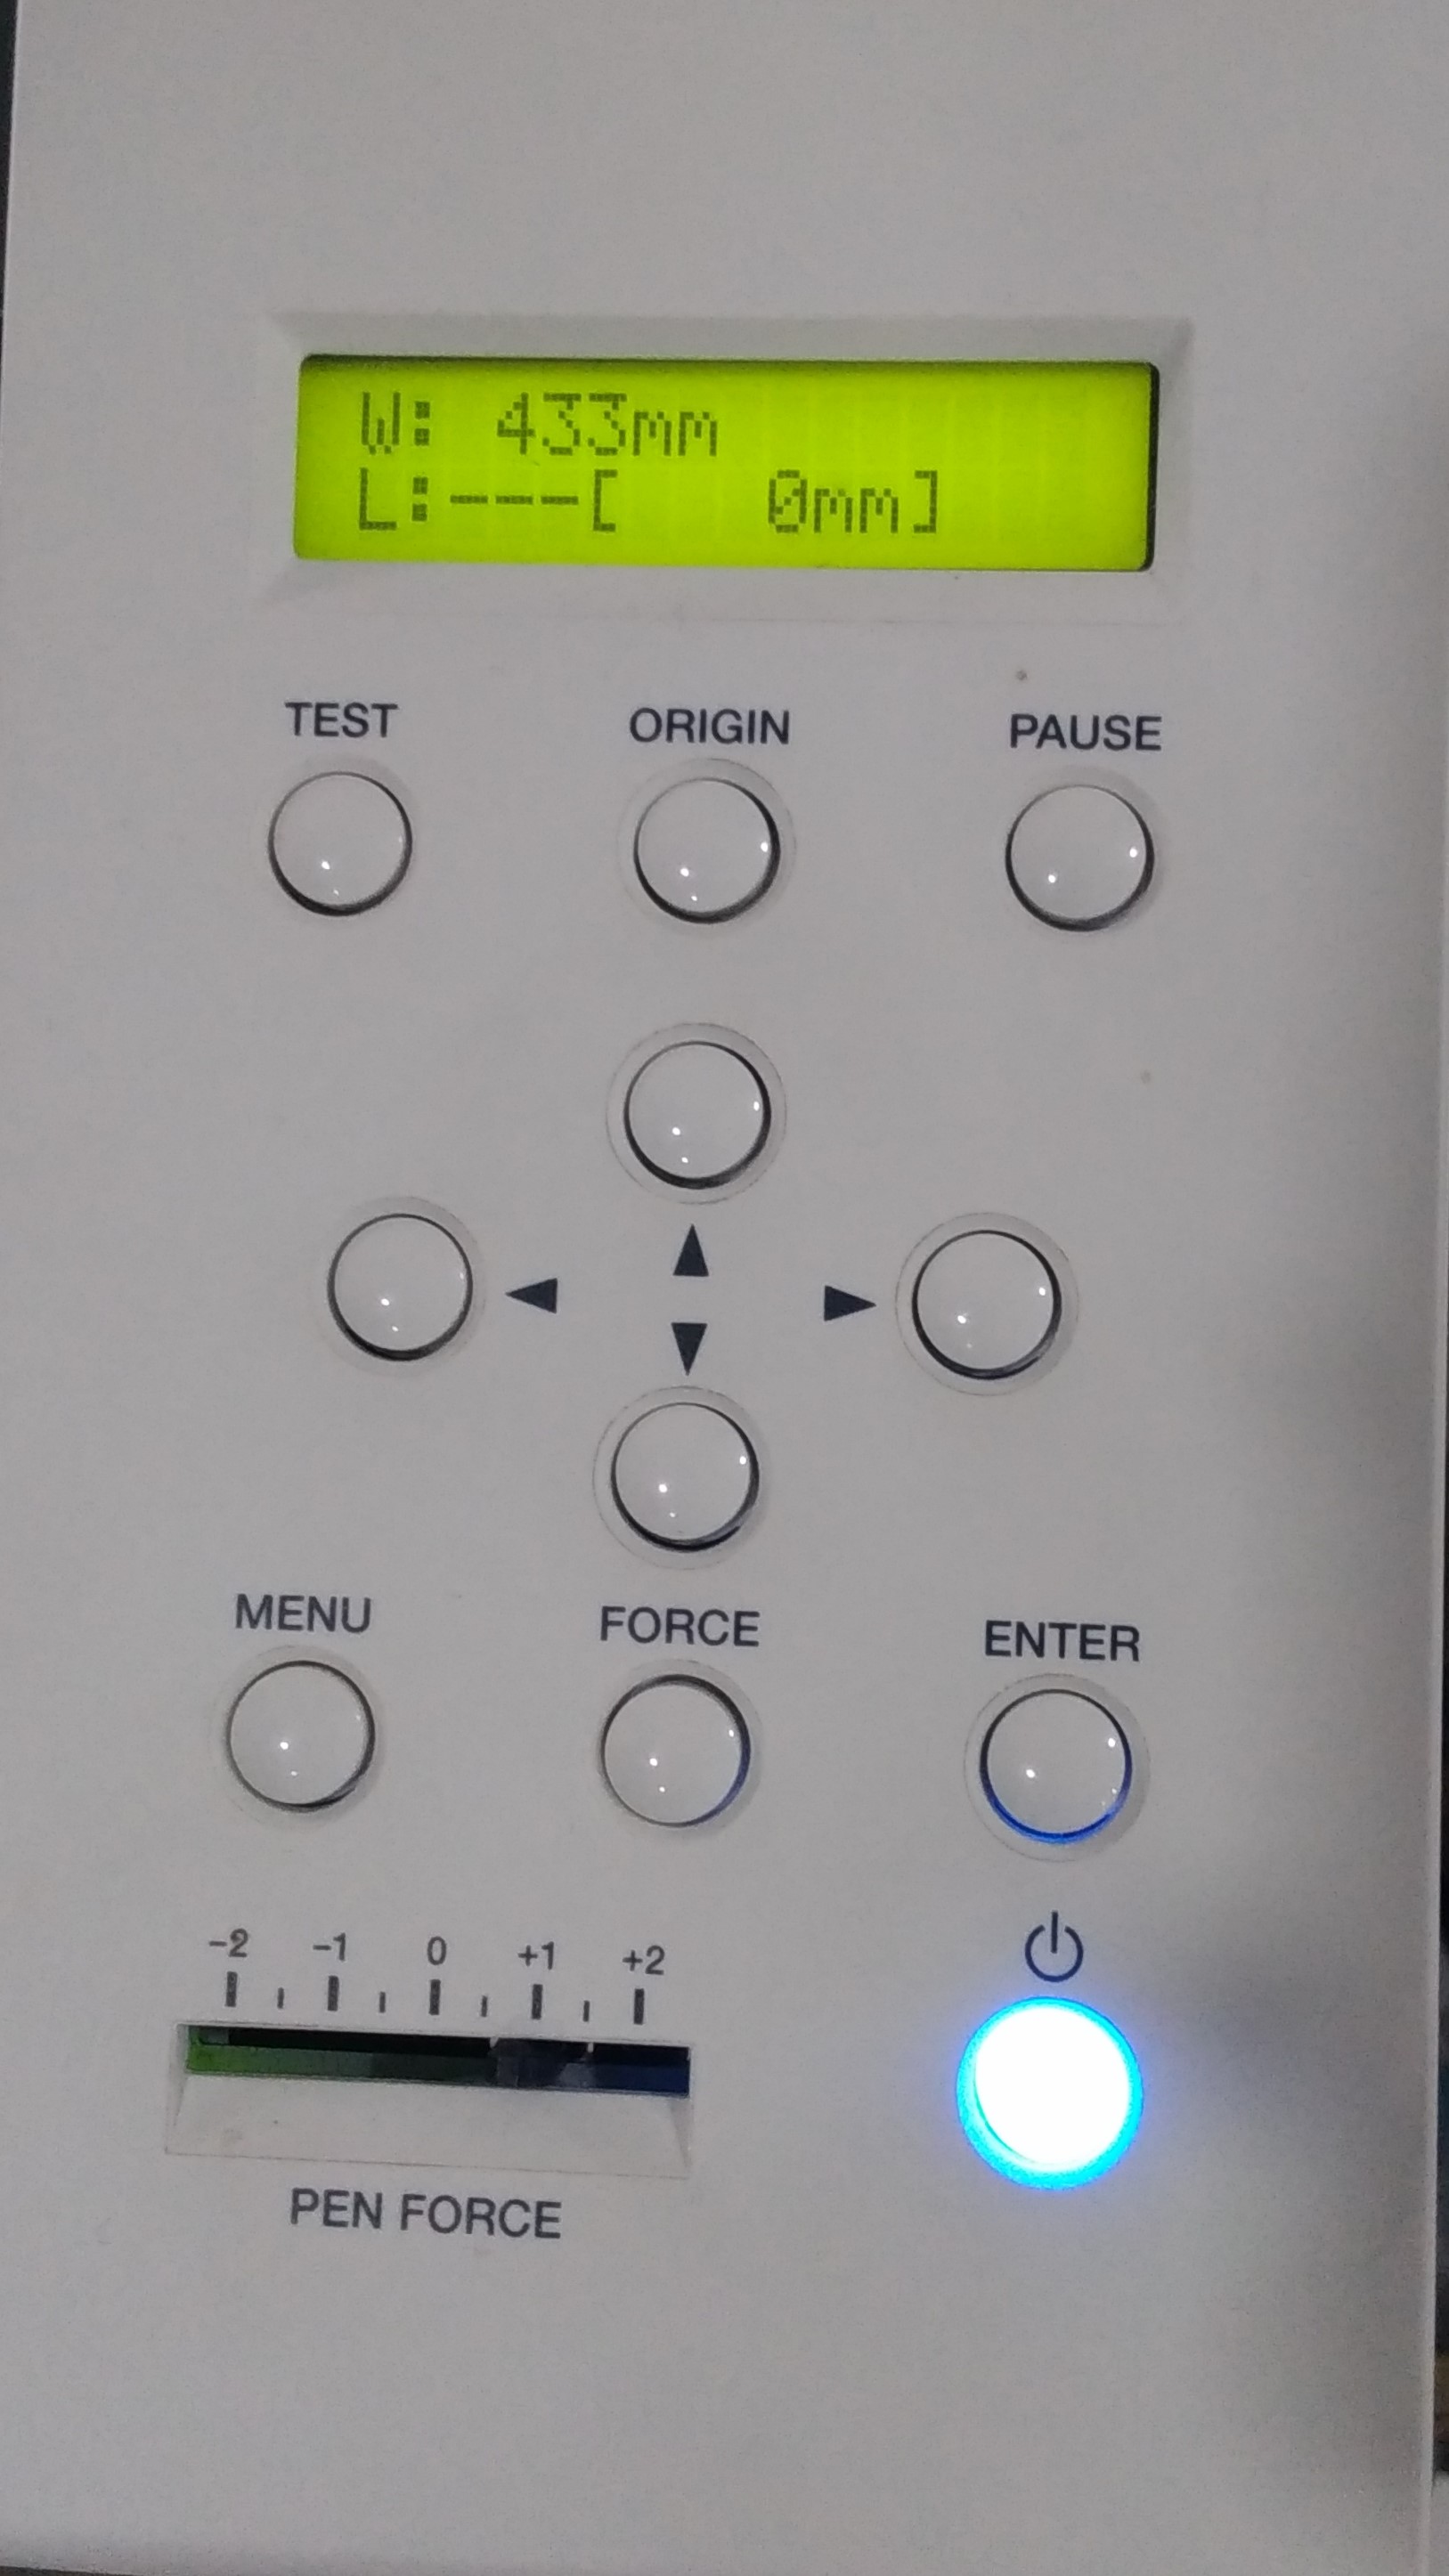 W: 433mm
L:---[ 0mm]
TEST ORIGIN PAUSE
MENU FORCE ENTER
-2 -1 0 +1 +2
PEN FORCE